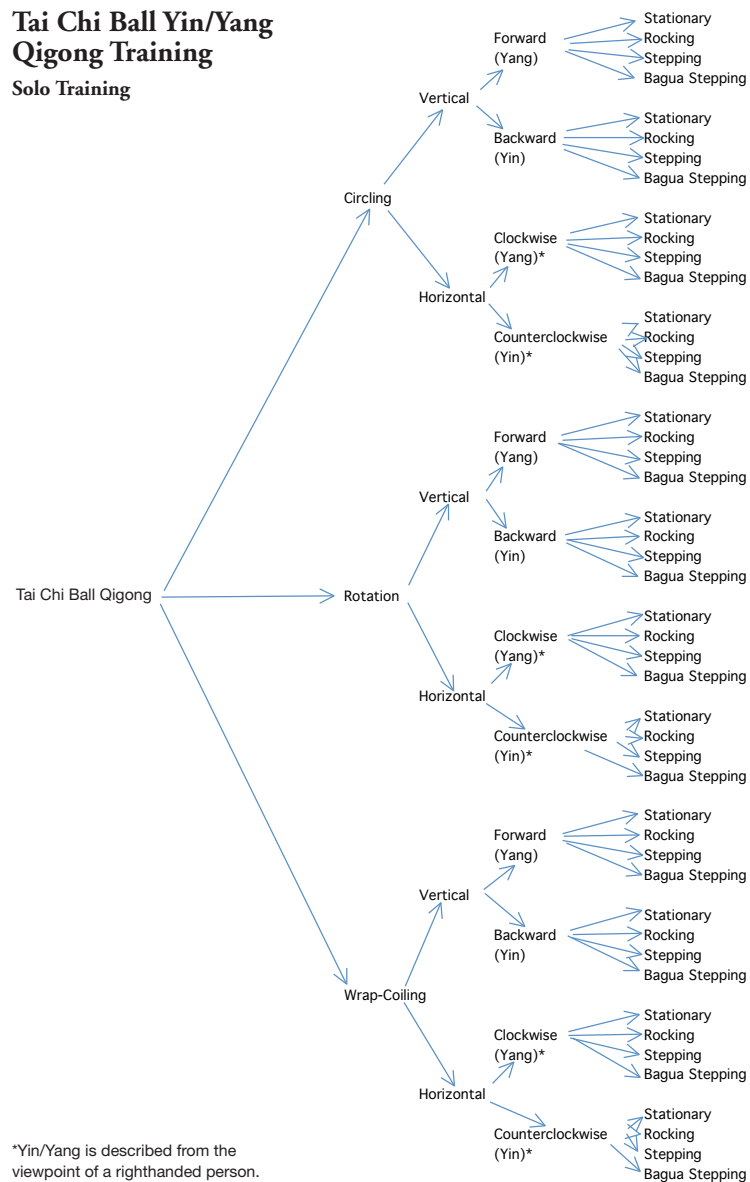 Tai Chi Ball Yin/Yang
Qigong Training
Solo Training
Tai Chi Ball Qigong
Circling
Vertical
Forward
(Yang)
Stationary
Rocking
Stepping
Bagua Stepping
Backward
(Yin)
Stationary
Rocking
Stepping
Bagua Stepping
Horizontal
Clockwise
(Yang)*
Stationary
Rocking
Stepping
Bagua Stepping
Counterclockwise
(Yin)*
Stationary
Rocking
Stepping
Bagua Stepping
Rotation
Vertical
Forward
(Yang)
Stationary
Rocking
Stepping
Bagua Stepping
Backward
(Yin)
Stationary
Rocking
Stepping
Bagua Stepping
Horizontal
Clockwise
(Yang)*
Stationary
Rocking
Stepping
Bagua Stepping
Counterclockwise
(Yin)*
Stationary
Rocking
Stepping
Bagua Stepping
Wrap-Coiling
Vertical
Forward
(Yang)
Stationary
Rocking
Stepping
Bagua Stepping
Backward
(Yin)
Stationary
Rocking
Stepping
Bagua Stepping
Horizontal
Clockwise
(Yang)*
Stationary
Rocking
Stepping
Bagua Stepping
Counterclockwise
(Yin)*
Stationary
Rocking
Stepping
Bagua Stepping
*Yin/Yang is described from the
viewpoint of a righthanded person.